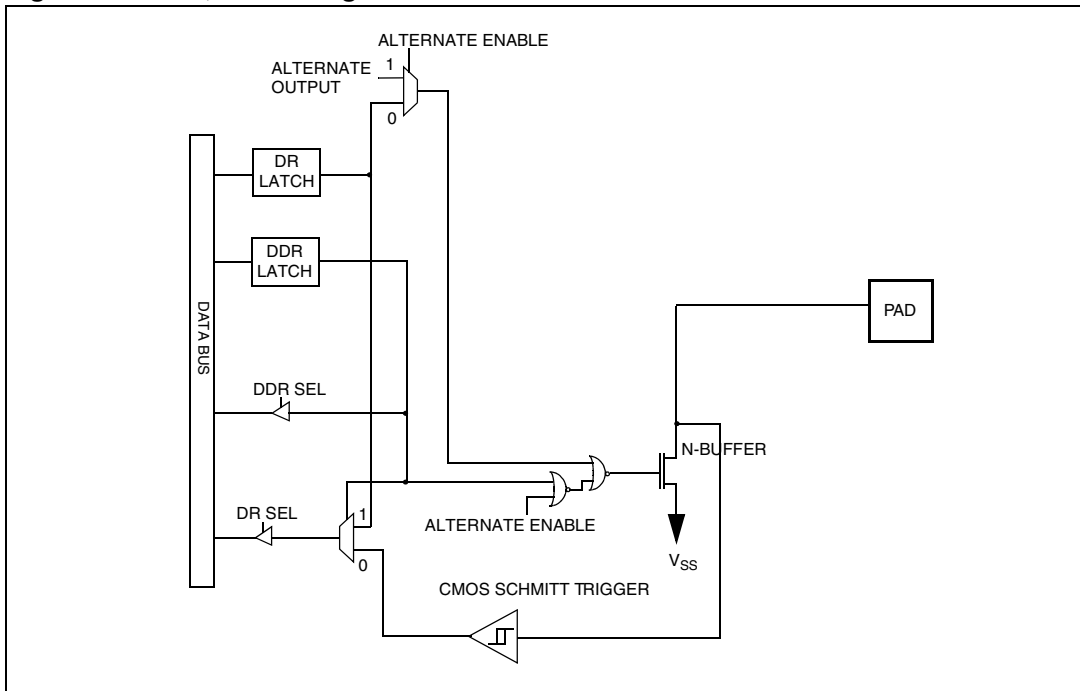 ALTERNATE ENABLE
ALTERNATE
OUTPUT
1
0
DR
LATCH
DDR
LATCH
DATA BUS
PAD
DDR SEL
N-BUFFER
DR SEL
1
0
ALTERNATE ENABLE
VSS
CMOS SCHMITT TRIGGER